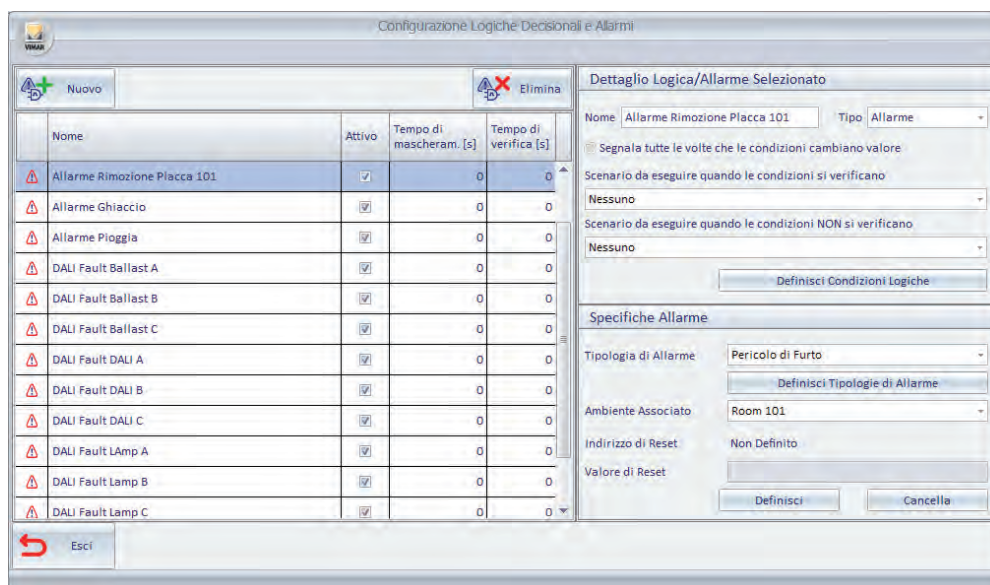 Configurazione Logiche Decisionali e Allarmi
VIMAR
Nuovo
Elimina
Nome Attivo Tempo di mascheram. [s] Tempo di verifica [s]
Allarme Rimozione Placca 101 0 0
Allarme Ghiaccio 0 0
Allarme Pioggia 0 0
DALI Fault Ballast A 0 0
DALI Fault Ballast B 0 0
DALI Fault Ballast C 0 0
DALI Fault DALI A 0 0
DALI Fault DALI B 0 0
DALI Fault DALI C 0 0
DALI Fault LAmp A 0 0
DALI Fault Lamp B 0 0
DALI Fault Lamp C 0 0
Esci
Dettaglio Logica/Allarme Selezionato
Nome Allarme Rimozione Placca 101 Tipo Allarme
Segnala tutte le volte che le condizioni cambiano valore
Scenario da eseguire quando le condizioni si verificano
Nessuno
Scenario da eseguire quando le condizioni NON si verificano
Nessuno
Definisci Condizioni Logiche
Specifiche Allarme
Tipologia di Allarme Pericolo di Furto
Definisci Tipologie di Allarme
Ambiente Associato Room 101
Indirizzo di Reset Non Definito
Valore di Reset
Definisci Cancella